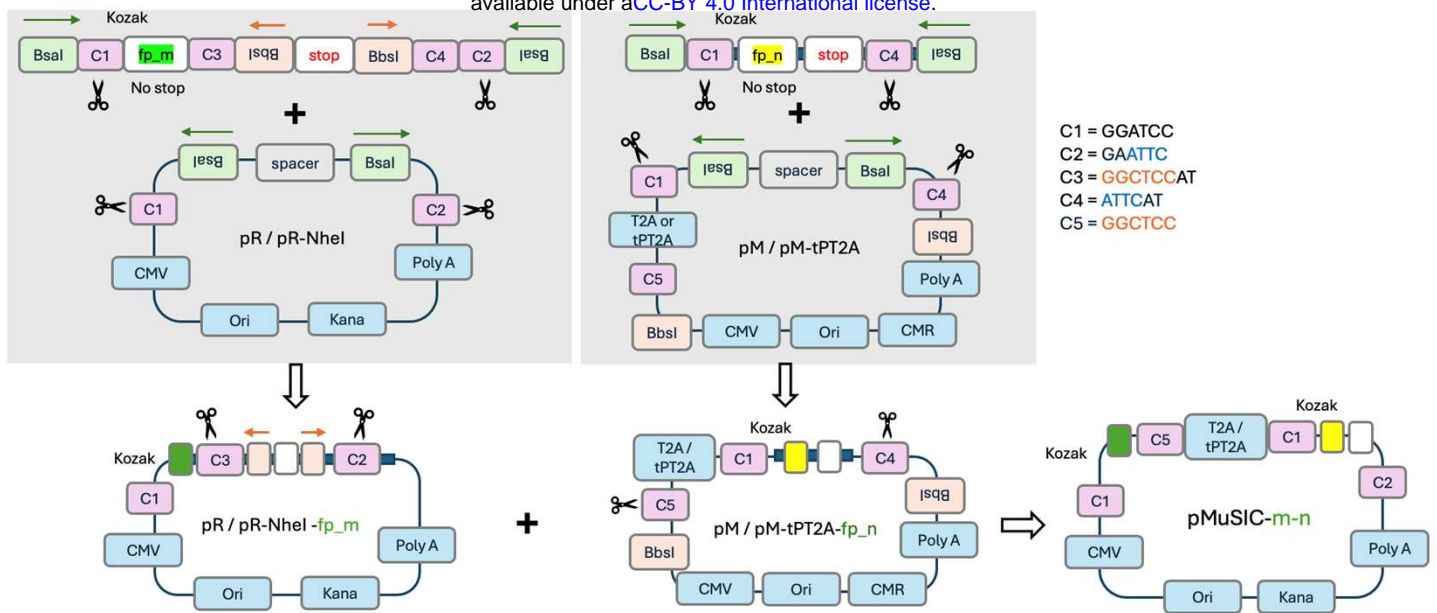 available under aCC-BY 4.0 International license.
Kozak
BsaI C1 fp_m C3 BbsI stop BbsI C4 C2 BsaI
No stop
+
BsaI spacer BsaI
C1 C2
pR / pR-NheI
CMV Poly A
Ori Kana
Kozak
BsaI C1 fp_n stop C4 BsaI
No stop
+
BsaI spacer BsaI
C1 C4
T2A or
tPT2A
BbsI
pM / pM-tPT2A
C5 Poly A
BbsI CMV Ori CMR
C1 = GGATCC
C2 = GAATTC
C3 = GGCTCCAT
C4 = ATTCAT
C5 = GGCTCC
Kozak C3 C2
C1
pR / pR-NheI -fp_m
CMV Poly A
Ori Kana
+
Kozak
T2A /
tPT2A
C1 C4
C5 BbsI
pM / pM-tPT2A-fp_n
BbsI Poly A
CMV Ori CMR
Kozak
Kozak
C5
T2A /
tPT2A
C1
C1 C2
pMuSIC-m-n
CMV Poly A
Ori Kana